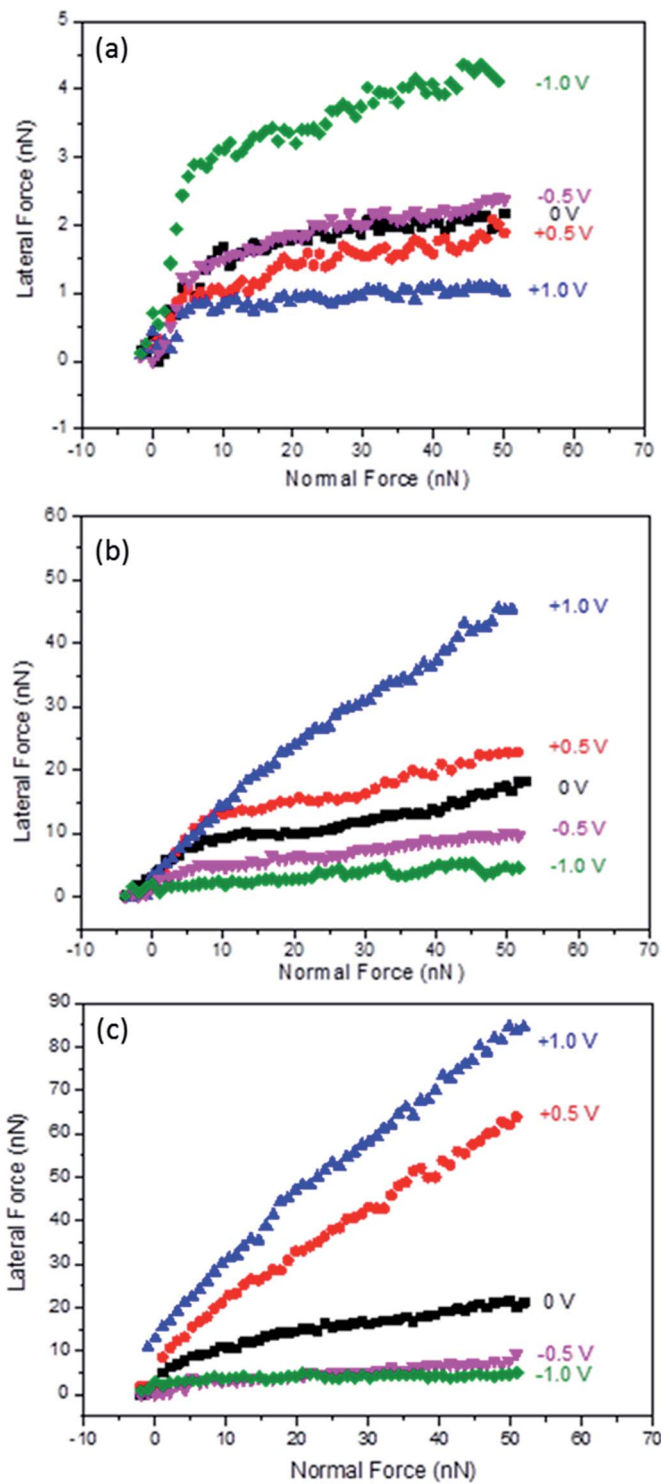 (a)
5
4
3
2
1
0
-1
Lateral Force (nN)
-1.0 V
-0.5 V
0 V
+0.5 V
+1.0 V
-10 0 10 20 30 40 50 60 70
Normal Force (nN)
(b)
60
50
40
30
20
10
0
Lateral Force (nN)
+1.0 V
+0.5 V
0 V
-0.5 V
-1.0 V
-10 0 10 20 30 40 50 60 70
Normal Force (nN)
(c)
90
80
70
60
50
40
30
20
10
0
Lateral Force (nN)
+1.0 V
+0.5 V
0 V
-0.5 V
-1.0 V
-10 0 10 20 30 40 50 60 70
Normal Force (nN)